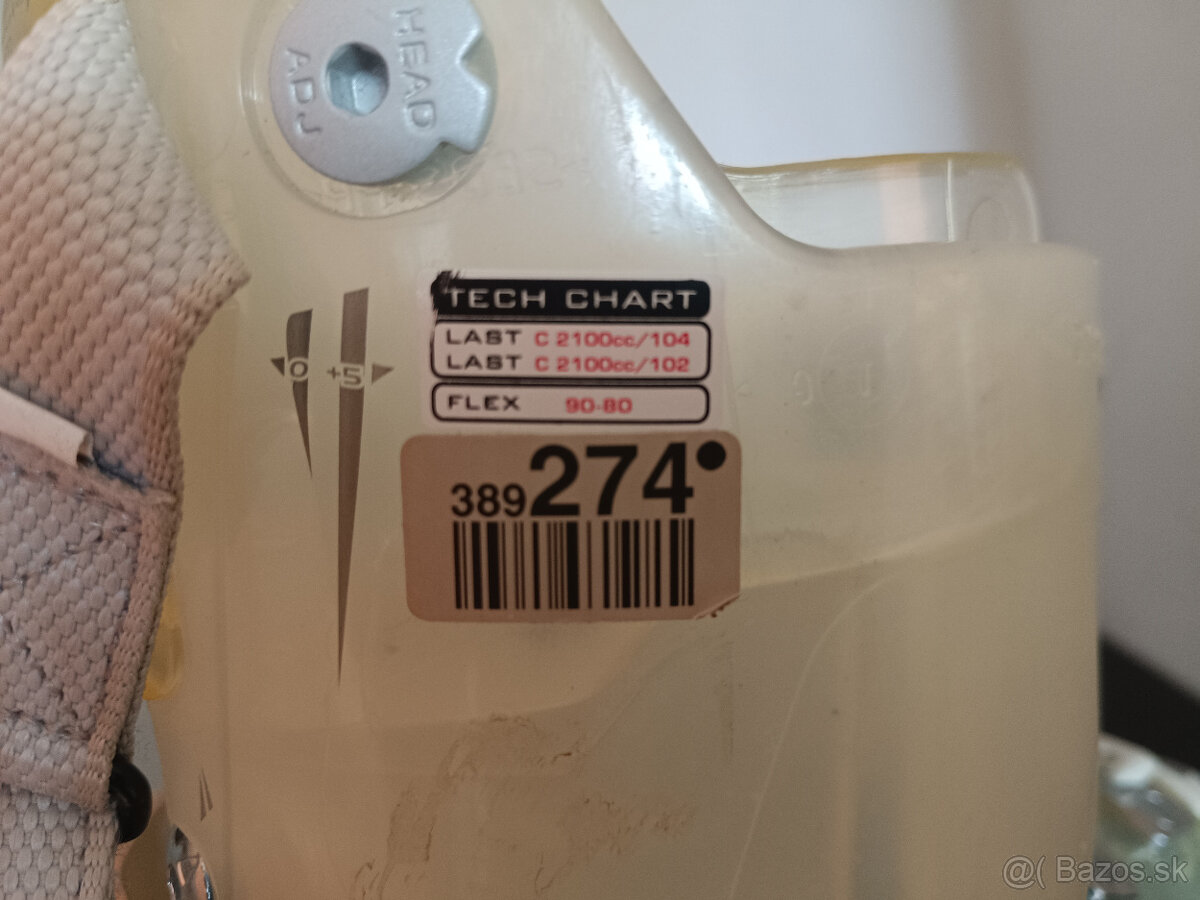 HEAD
ADJ
TECH CHART
LAST C 2100cc/104
LAST C 2100cc/102
FLEX 90-80
0 +5
389274
@( Bazos.sk